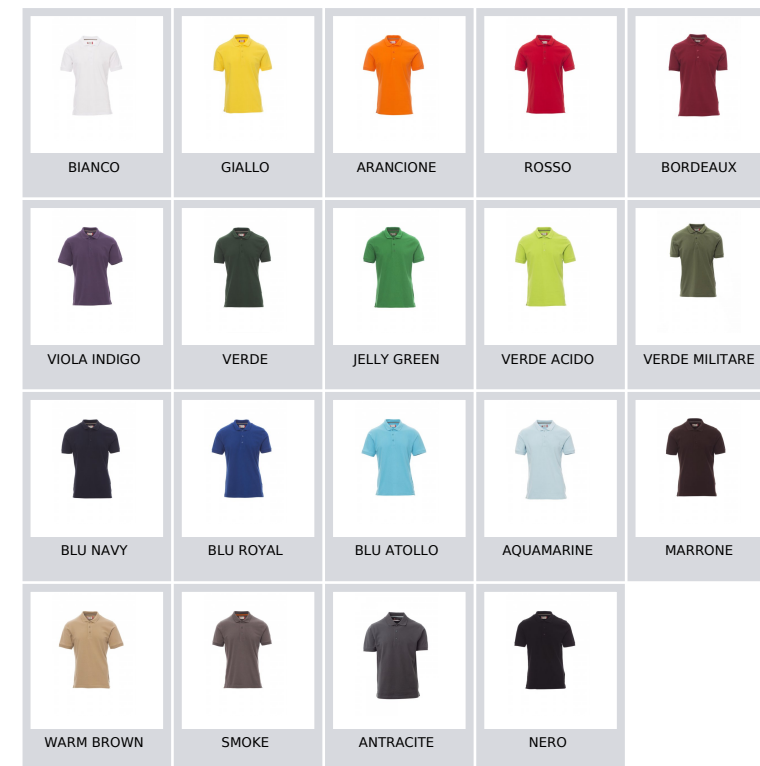 BIANCO
GIALLO
ARANCIONE
ROSSO
BORDEAUX
VIOLA INDIGO
VERDE
JELLY GREEN
VERDE ACIDO
VERDE MILITARE
BLU NAVY
BLU ROYAL
BLU ATOLLO
AQUAMARINE
MARRONE
WARM BROWN
SMOKE
ANTRACITE
NERO